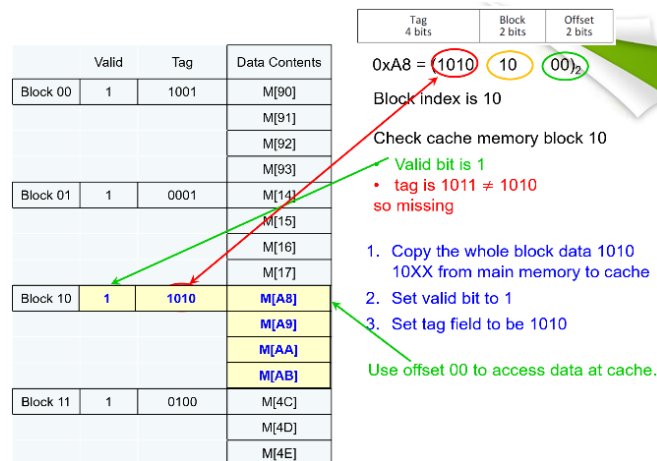 Tag Block Offset
4 bits 2 bits 2 bits
Valid Tag Data Contents
Block 00 1 1001 M[90]
M[91]
M[92]
M[93]
Block 01 1 0001 M[14]
M[15]
M[16]
M[17]
Block 10 1 1010 M[A8]
M[A9]
M[AA]
M[AB]
Block 11 1 0100 M[4C]
M[4D]
M[4E]
0xA8 = (1010 10 00)2
Block index is 10
Check cache memory block 10
• Valid bit is 1
• tag is 1011 ≠ 1010
so missing
1. Copy the whole block data 1010
10XX from main memory to cache
2. Set valid bit to 1
3. Set tag field to be 1010
Use offset 00 to access data at cache.